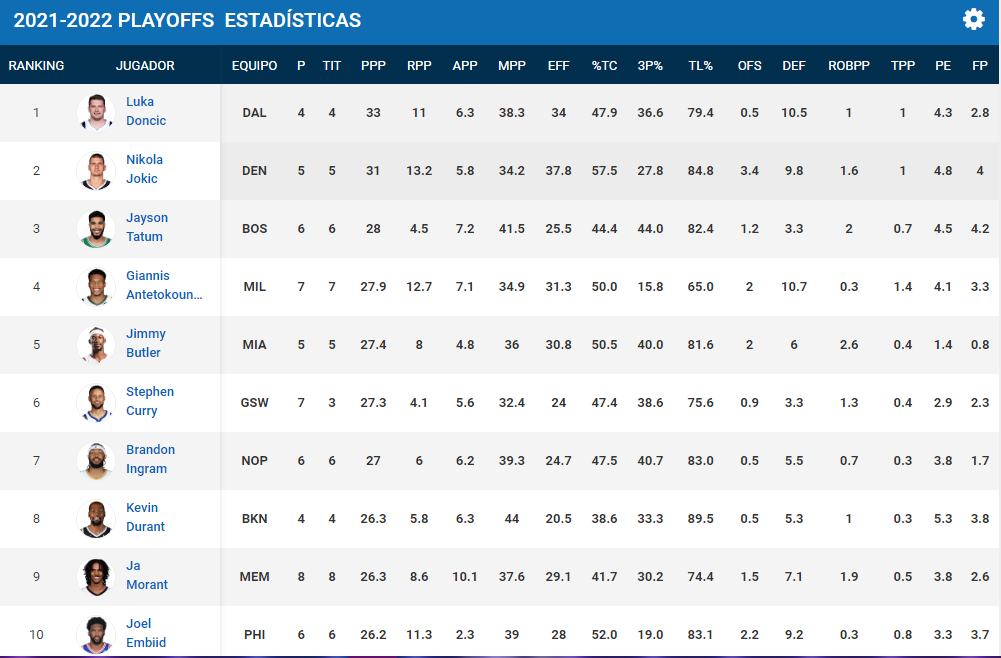 2021-2022 PLAYOFFS ESTADÍSTICAS
RANKING JUGADOR EQUIPO P TIT PPP RPP APP MPP EFF %TC 3P% TL% OFS DEF ROBPP TPP PE FP
1 Luka Doncic DAL 4 4 33 11 6.3 38.3 34 47.9 36.6 79.4 0.5 10.5 1 1 4.3 2.8
2 Nikola Jokic DEN 5 5 31 13.2 5.8 34.2 37.8 57.5 27.8 84.8 3.4 9.8 1.6 1 4.8 4
3 Jayson Tatum BOS 6 6 28 4.5 7.2 41.5 25.5 44.4 44.0 82.4 1.2 3.3 2 0.7 4.5 4.2
4 Giannis Antetokoun... MIL 7 7 27.9 12.7 7.1 34.9 31.3 50.0 15.8 65.0 2 10.7 0.3 1.4 4.1 3.3
5 Jimmy Butler MIA 5 5 27.4 8 4.8 36 30.8 50.5 40.0 81.6 2 6 2.6 0.4 1.4 0.8
6 Stephen Curry GSW 7 3 27.3 4.1 5.6 32.4 24 47.4 38.6 75.6 0.9 3.3 1.3 0.4 2.9 2.3
7 Brandon Ingram NOP 6 6 27 6 6.2 39.3 24.7 47.5 40.7 83.0 0.5 5.5 0.7 0.3 3.8 1.7
8 Kevin Durant BKN 4 4 26.3 5.8 6.3 44 20.5 38.6 33.3 89.5 0.5 5.3 1 0.3 5.3 3.8
9 Ja Morant MEM 8 8 26.3 8.6 10.1 37.6 29.1 41.7 30.2 74.4 1.5 7.1 1.9 0.5 3.8 2.6
10 Joel Embiid PHI 6 6 26.2 11.3 2.3 39 28 52.0 19.0 83.1 2.2 9.2 0.3 0.8 3.3 3.7